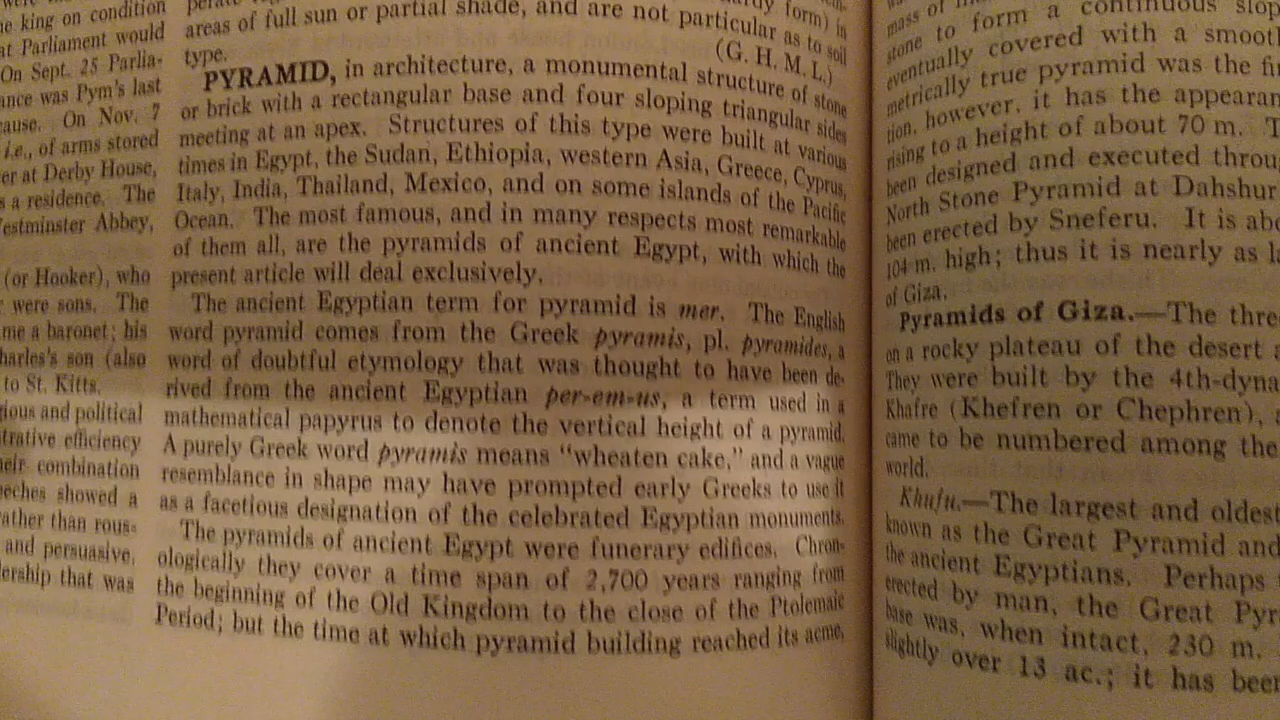 he king on condition
at Parliament would
On Sept. 25 Parlia-
ance was Pym's last
cause. On Nov. 7
i.e., of arms stored
er at Derby House,
s a residence. The
Westminster Abbey,
(or Hooker), who
were sons. The
me a baronet; his
harles's son (also
to St. Kitts.
gious and political
trative efficiency
heir combination
eeches showed a
rather than rous-
and persuasive.
dership that was
form) in
areas of full sun or partial shade, and are not particular as to soil
type. (G. H. M. L.)
PYRAMID, in architecture, a monumental structure of stone
or brick with a rectangular base and four sloping triangular sides
meeting at an apex. Structures of this type were built at various
times in Egypt, the Sudan, Ethiopia, western Asia, Greece, Cyprus,
Italy, India, Thailand, Mexico, and on some islands of the Pacific
Ocean. The most famous, and in many respects most remarkable
of them all, are the pyramids of ancient Egypt, with which the
present article will deal exclusively.
The ancient Egyptian term for pyramid is mer. The English
word pyramid comes from the Greek pyramis, pl. pyramides, a
word of doubtful etymology that was thought to have been de-
rived from the ancient Egyptian per-em-us, a term used in a
mathematical papyrus to denote the vertical height of a pyramid.
A purely Greek word pyramis means "wheaten cake," and a vague
resemblance in shape may have prompted early Greeks to use it
as a facetious designation of the celebrated Egyptian monuments.
The pyramids of ancient Egypt were funerary edifices. Chron-
ologically they cover a time span of 2,700 years ranging from
the beginning of the Old Kingdom to the close of the Ptolemaic
Period; but the time at which pyramid building reached its acme,
mass of
stone to form a continuous slop
eventually covered with a smooth
metrically true pyramid was the fir
tion, however, it has the appearan
rising to a height of about 70 m. T
been designed and executed throu
North Stone Pyramid at Dahshur
been erected by Sneferu. It is abo
104 m. high; thus it is nearly as la
of Giza.
Pyramids of Giza.—The thre
on a rocky plateau of the desert a
They were built by the 4th-dyna
Khafre (Khefren or Chephren), a
came to be numbered among the
world.
Khufu.—The largest and oldest
known as the Great Pyramid and
the ancient Egyptians. Perhaps
erected by man, the Great Pyr
base was, when intact, 230 m.
slightly over 13 ac.; it has been